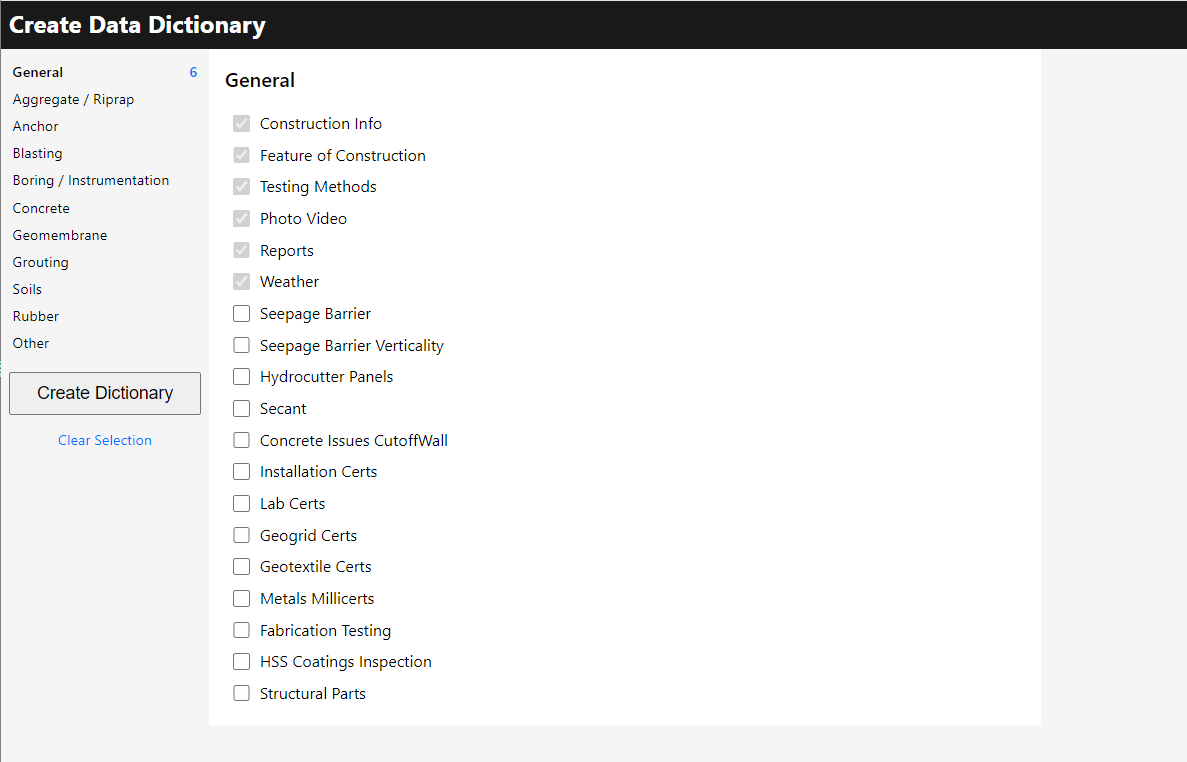 Create Data Dictionary
General 6
Aggregate / Riprap
Anchor
Blasting
Boring / Instrumentation
Concrete
Geomembrane
Grouting
Soils
Rubber
Other
Create Dictionary
Clear Selection
General
Construction Info
Feature of Construction
Testing Methods
Photo Video
Reports
Weather
Seepage Barrier
Seepage Barrier Verticality
Hydrocutter Panels
Secant
Concrete Issues CutoffWall
Installation Certs
Lab Certs
Geogrid Certs
Geotextile Certs
Metals Millicerts
Fabrication Testing
HSS Coatings Inspection
Structural Parts